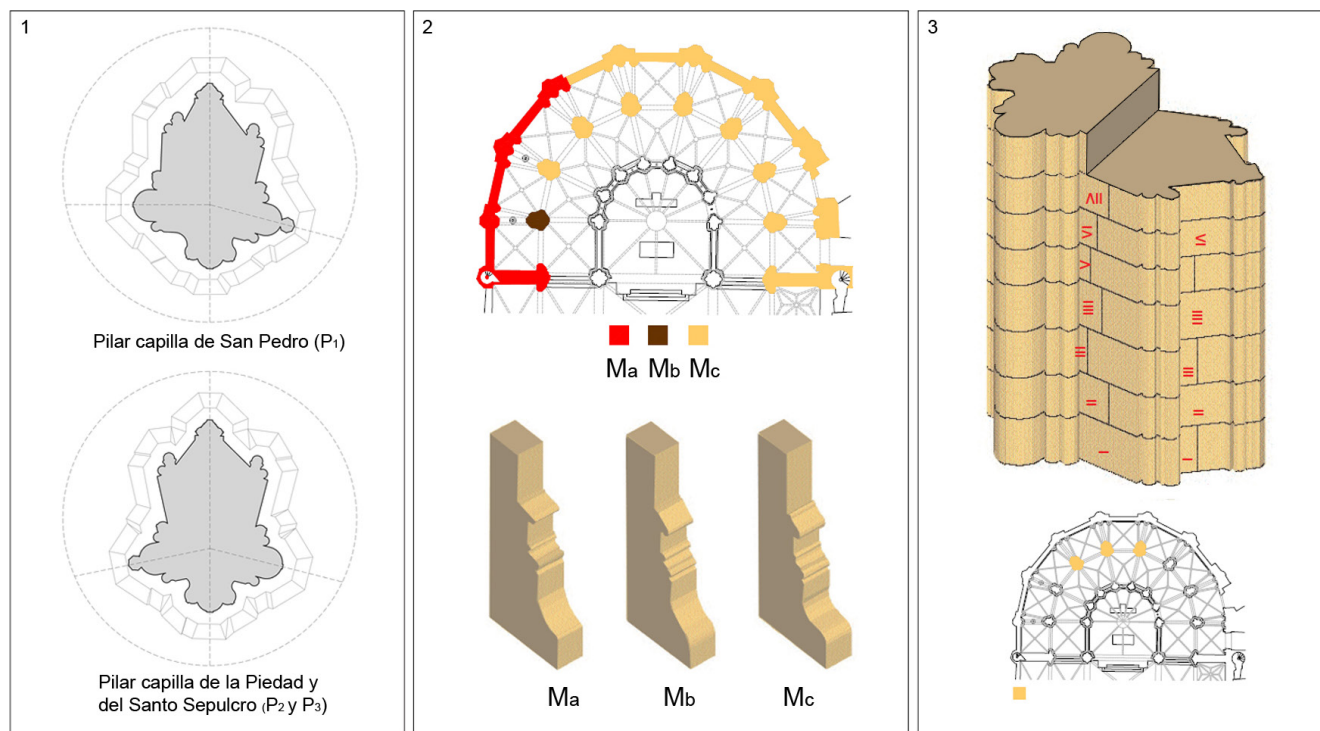 1
Pilar capilla de San Pedro (P1)
Pilar capilla de la Piedad y
del Santo Sepulcro (P2 y P3)
2
Ma Mb Mc
Ma Mb Mc
3